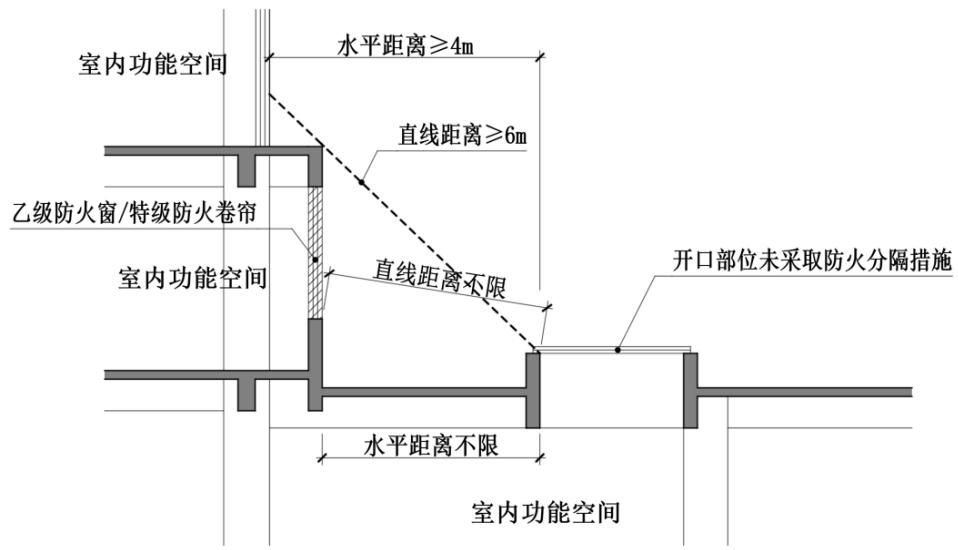 水平距离≥4m
室内功能空间
直线距离≥6m
乙级防火窗/特级防火卷帘
室内功能空间
直线距离不限
开口部位未采取防火分隔措施
水平距离不限
室内功能空间